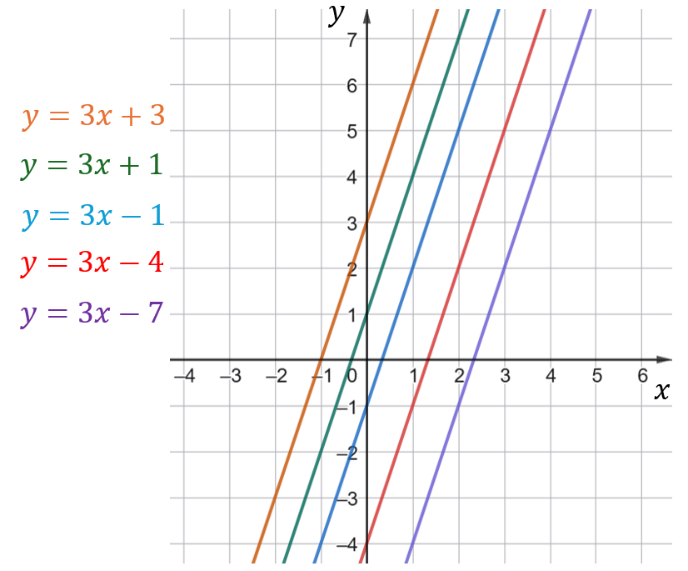 y
7
6
y = 3x + 3
5
y = 3x + 1
4
y = 3x − 1
3
y = 3x − 4
2
y = 3x − 7
1
−4 −3 −2 −1 0 1 2 3 4 5 6
x
−1
−2
−3
−4